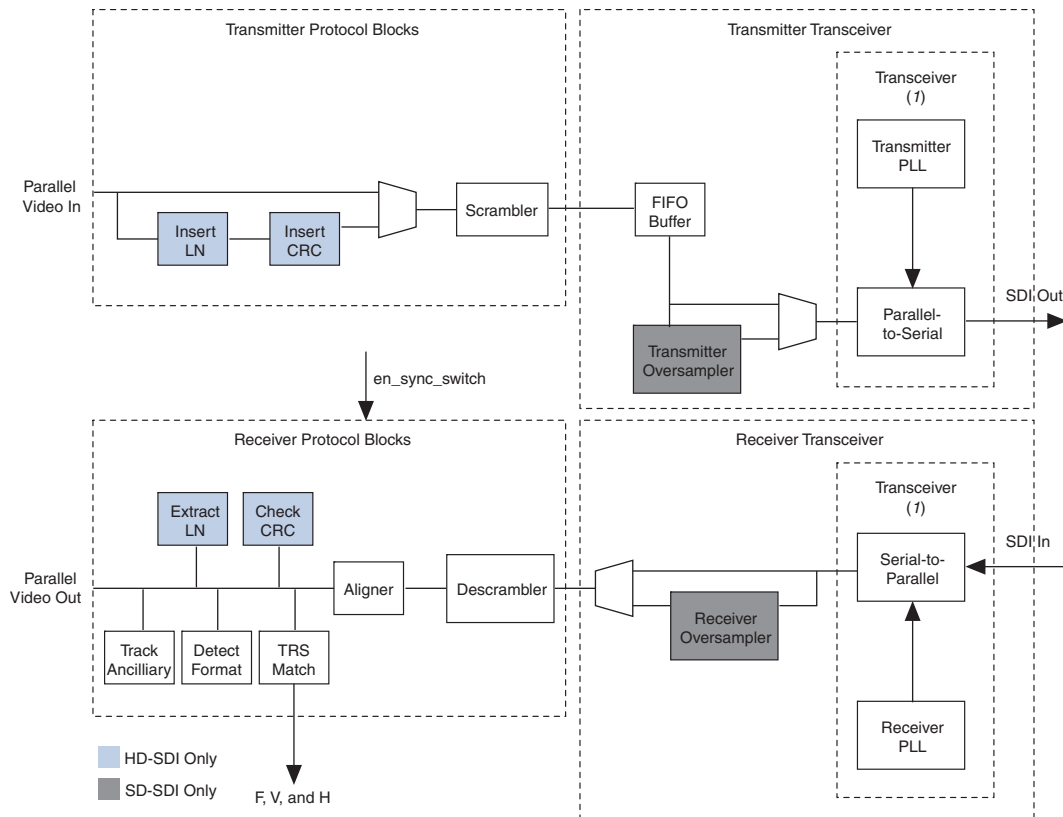 Transmitter Protocol Blocks
Transmitter Transceiver
Transceiver
(1)
Transmitter
PLL
Parallel
Video In
Insert
LN
Insert
CRC
Scrambler
FIFO
Buffer
Transmitter
Oversampler
Parallel-
to-Serial
SDI Out
en_sync_switch
Receiver Protocol Blocks
Receiver Transceiver
Transceiver
(1)
Extract
LN
Check
CRC
Serial-to-
Parallel
SDI In
Parallel
Video Out
Aligner
Descrambler
Receiver
Oversampler
Track
Ancilliary
Detect
Format
TRS
Match
Receiver
PLL
HD-SDI Only
SD-SDI Only
F, V, and H